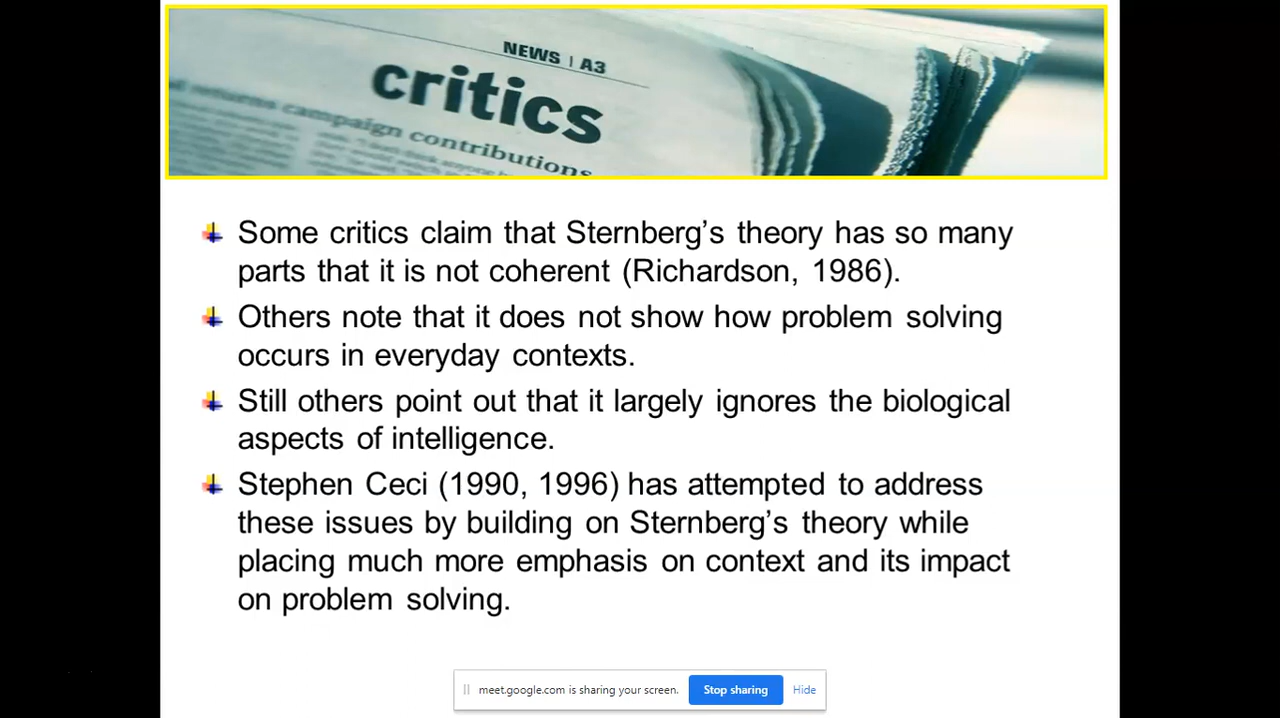 NEWS | A3
critics
campaign contributions
Some critics claim that Sternberg’s theory has so many
parts that it is not coherent (Richardson, 1986).
Others note that it does not show how problem solving
occurs in everyday contexts.
Still others point out that it largely ignores the biological
aspects of intelligence.
Stephen Ceci (1990, 1996) has attempted to address
these issues by building on Sternberg’s theory while
placing much more emphasis on context and its impact
on problem solving.
meet.google.com is sharing your screen. Stop sharing Hide